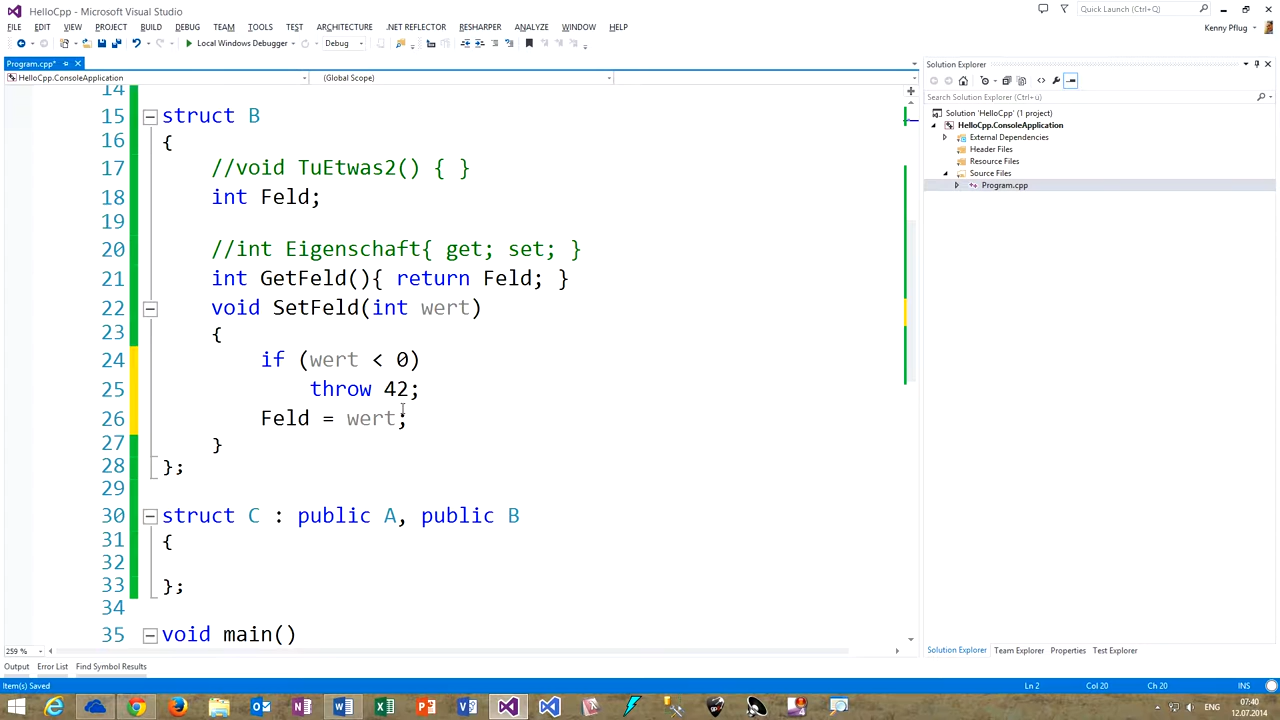 HelloCpp - Microsoft Visual Studio
Quick Launch (Ctrl+Q)
FILE EDIT VIEW PROJECT BUILD DEBUG TEAM TOOLS TEST ARCHITECTURE .NET REFLECTOR RESHARPER ANALYZE WINDOW HELP
Kenny Pflug
Local Windows Debugger Debug
Program.cpp*
HelloCpp.ConsoleApplication (Global Scope)
14
15 struct B
16 {
17 //void TuEtwas2() { }
18 int Feld;
19
20 //int Eigenschaft{ get; set; }
21 int GetFeld(){ return Feld; }
22 void SetFeld(int wert)
23 {
24 if (wert < 0)
25 throw 42;
26 Feld = wert;
27 }
28 };
29
30 struct C : public A, public B
31 {
32
33 };
34
35 void main()
259 %
Output Error List Find Symbol Results
Solution Explorer
Search Solution Explorer (Ctrl+ü)
Solution 'HelloCpp' (1 project)
HelloCpp.ConsoleApplication
External Dependencies
Header Files
Resource Files
Source Files
Program.cpp
Solution Explorer Team Explorer Properties Test Explorer
Item(s) Saved Ln 2 Col 20 Ch 20 INS
ENG 07:40
12.07.2014